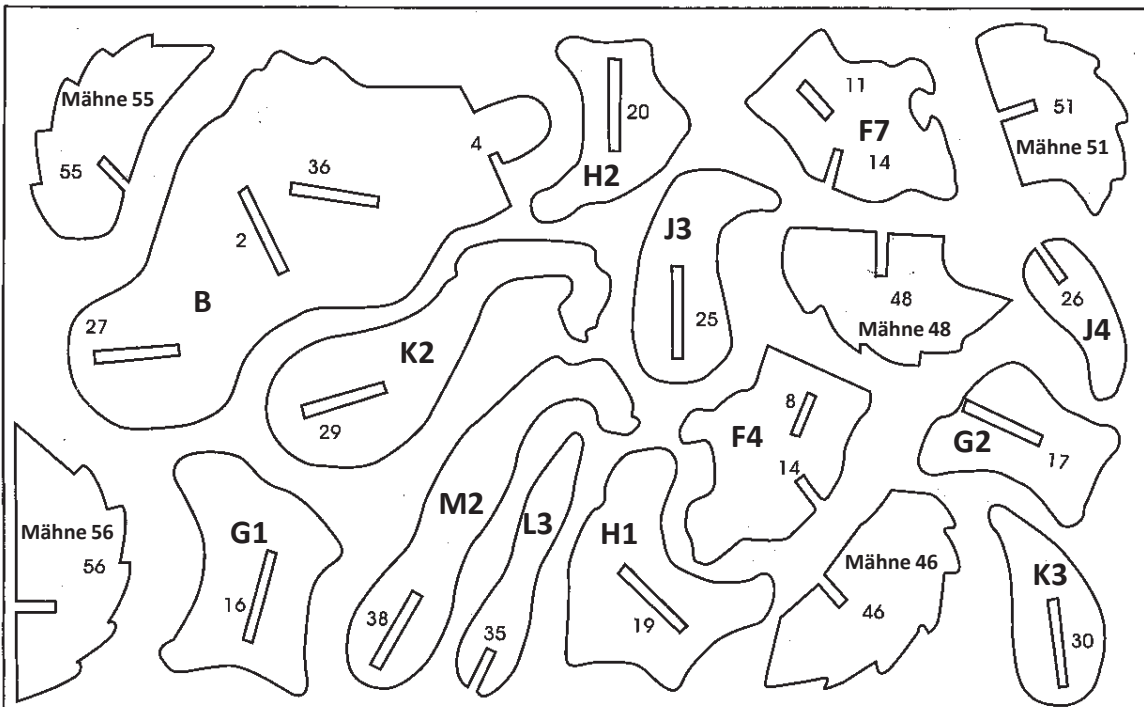 Mähne 55
55
36
4
2
B
27
20
H2
11
F7
14
51
Mähne 51
J3
25
48
Mähne 48
26
J4
K2
29
8
F4
14
G2
17
Mähne 56
56
G1
16
M2
38
L3
35
H1
19
Mähne 46
46
K3
30